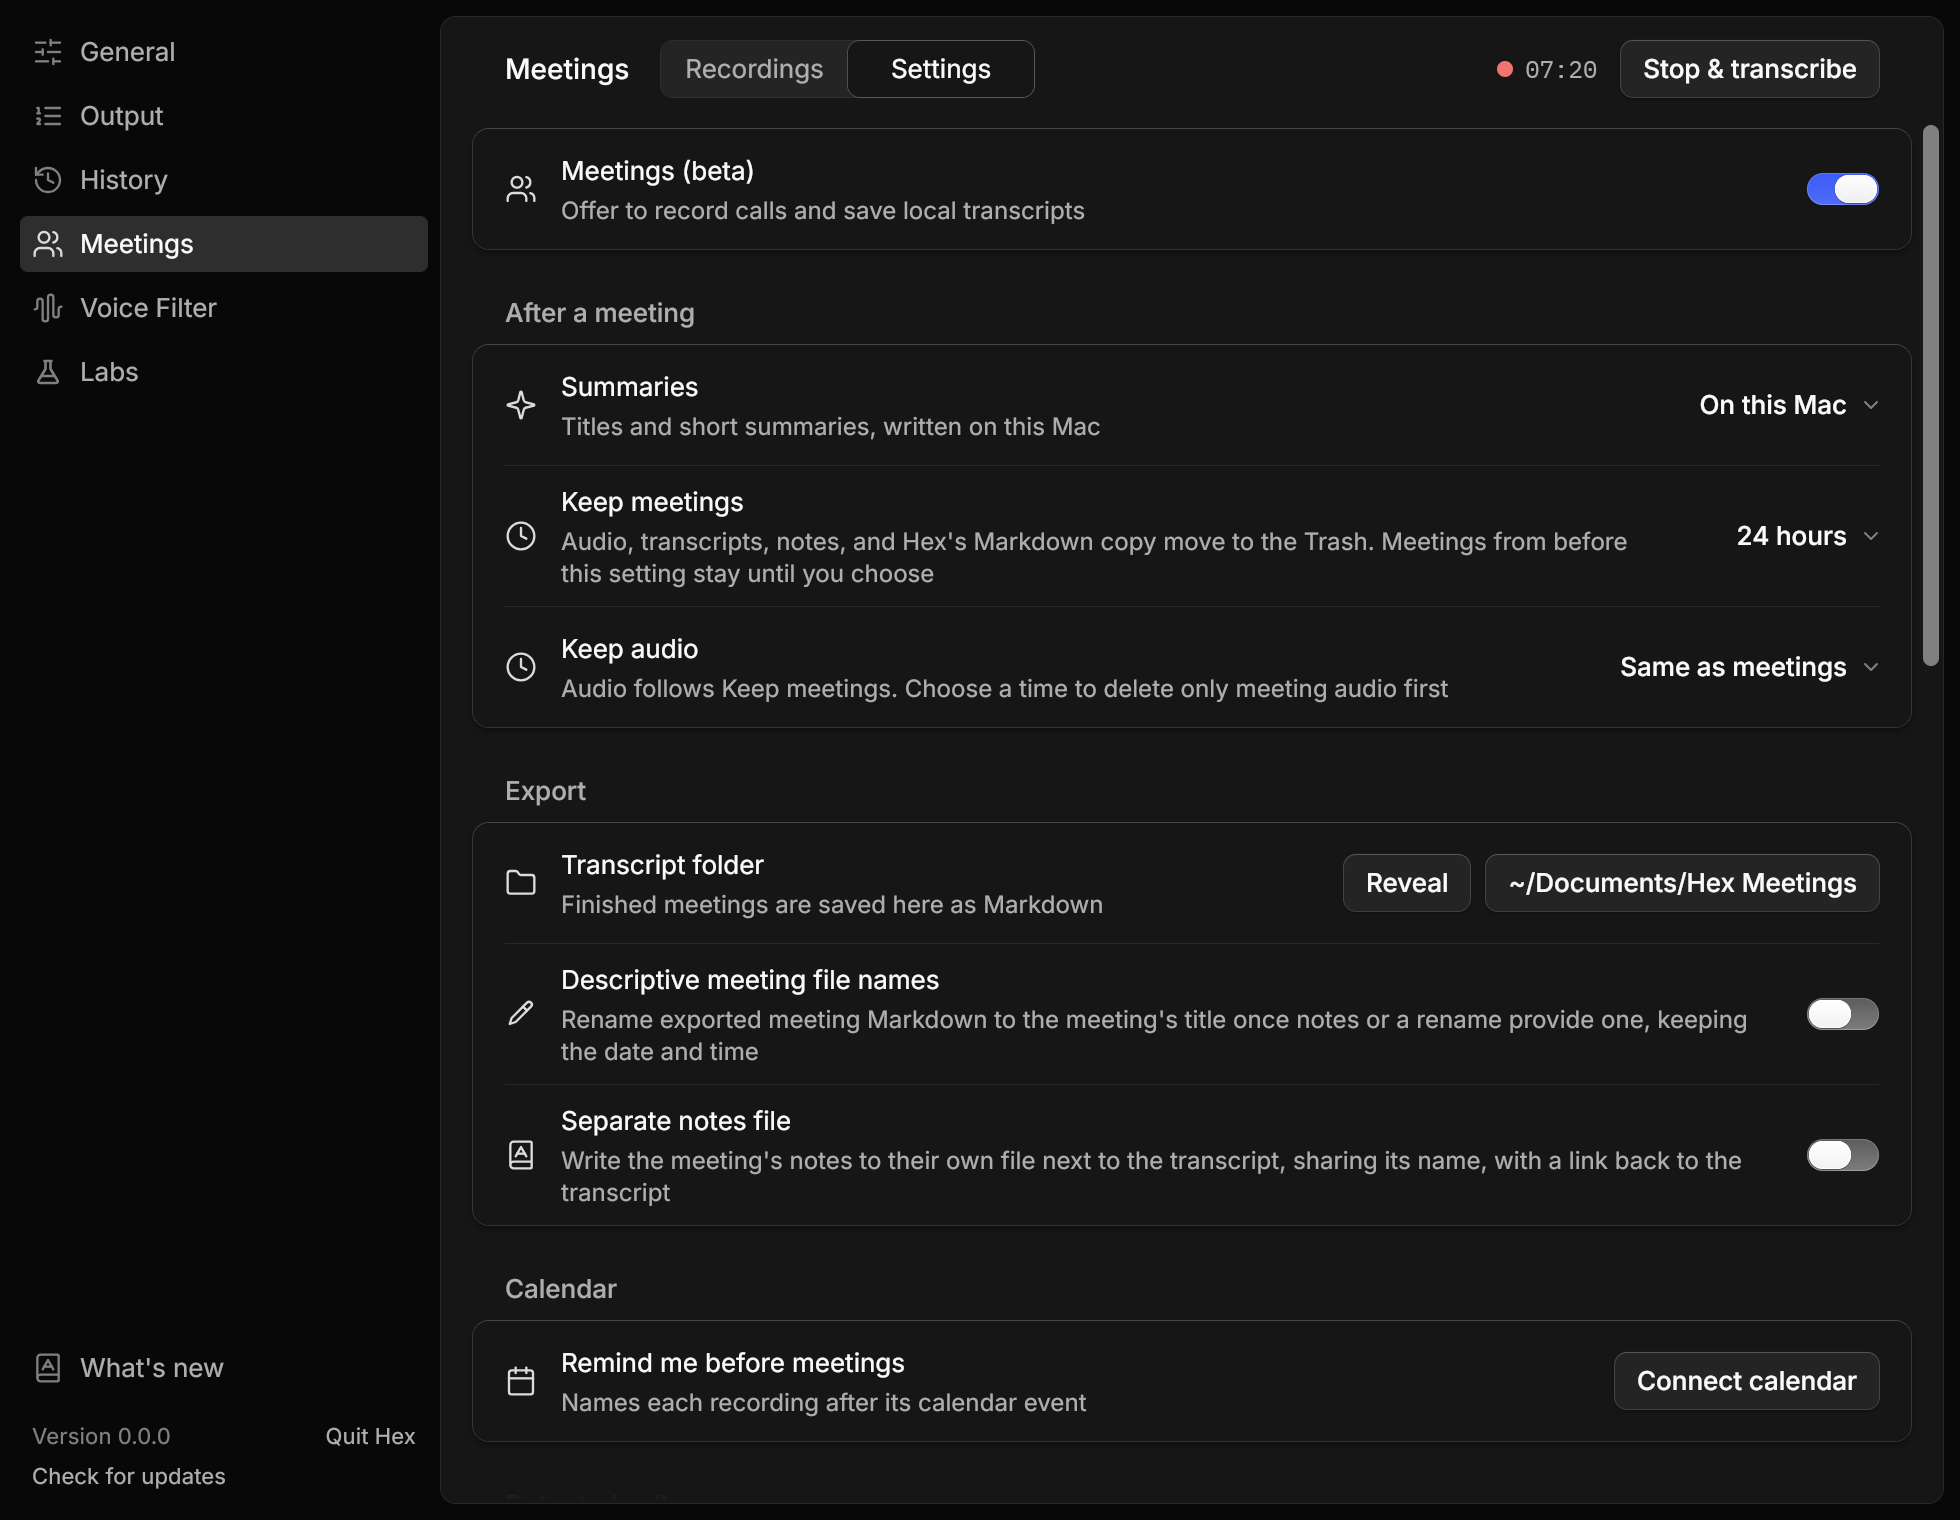 General
Output
History
Meetings
Voice Filter
Labs
What's new
Version 0.0.0
Quit Hex
Check for updates
Meetings
Recordings
Settings
07:20
Stop & transcribe
Meetings (beta)
Offer to record calls and save local transcripts
After a meeting
Summaries
Titles and short summaries, written on this Mac
On this Mac
Keep meetings
Audio, transcripts, notes, and Hex's Markdown copy move to the Trash. Meetings from before
this setting stay until you choose
24 hours
Keep audio
Audio follows Keep meetings. Choose a time to delete only meeting audio first
Same as meetings
Export
Transcript folder
Finished meetings are saved here as Markdown
Reveal
~/Documents/Hex Meetings
Descriptive meeting file names
Rename exported meeting Markdown to the meeting's title once notes or a rename provide one, keeping
the date and time
Separate notes file
Write the meeting's notes to their own file next to the transcript, sharing its name, with a link back to the
transcript
Calendar
Remind me before meetings
Names each recording after its calendar event
Connect calendar